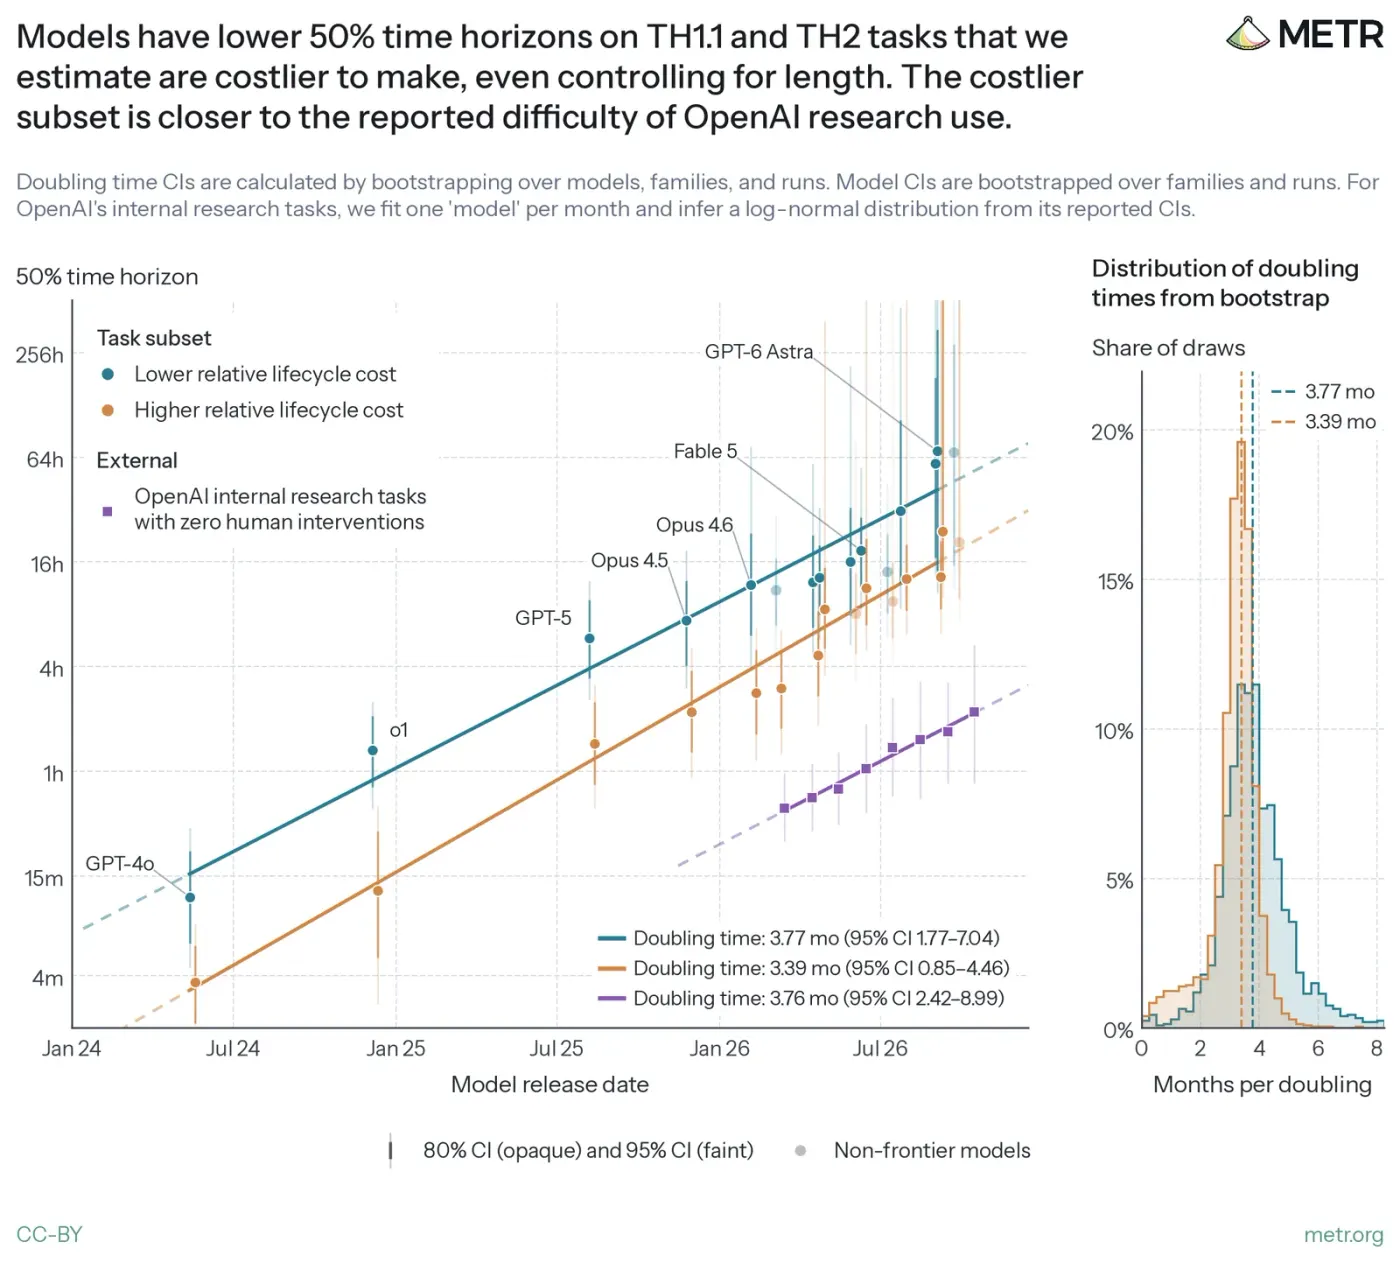 Models have lower 50% time horizons on TH1.1 and TH2 tasks that we
estimate are costlier to make, even controlling for length. The costlier
subset is closer to the reported difficulty of OpenAI research use.
METR
Doubling time CIs are calculated by bootstrapping over models, families, and runs. Model CIs are bootstrapped over families and runs. For
OpenAI's internal research tasks, we fit one 'model' per month and infer a log-normal distribution from its reported CIs.
50% time horizon
Task subset
Lower relative lifecycle cost
Higher relative lifecycle cost
External
OpenAI internal research tasks
with zero human interventions
256h
64h
16h
4h
1h
15m
4m
GPT-6 Astra
Fable 5
Opus 4.6
Opus 4.5
GPT-5
o1
GPT-4o
Doubling time: 3.77 mo (95% CI 1.77–7.04)
Doubling time: 3.39 mo (95% CI 0.85–4.46)
Doubling time: 3.76 mo (95% CI 2.42–8.99)
Jan 24
Jul 24
Jan 25
Jul 25
Jan 26
Jul 26
Model release date
Distribution of doubling
times from bootstrap
Share of draws
3.77 mo
3.39 mo
20%
15%
10%
5%
0%
0
2
4
6
8
Months per doubling
80% CI (opaque) and 95% CI (faint)
Non-frontier models
CC-BY
metr.org